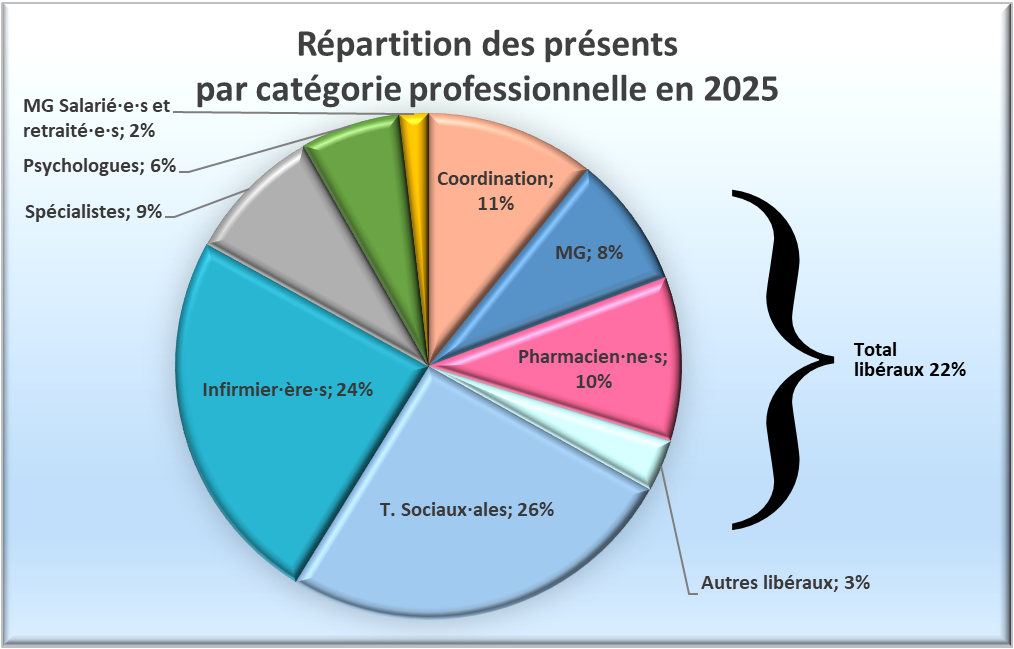 Répartition des présents
par catégorie professionnelle en 2025
MG Salarié·e·s et
retraité·e·s; 2%
Psychologues; 6%
Spécialistes; 9%
Coordination;
11%
MG; 8%
Pharmacien·ne·s;
10%
Total
libéraux 22%
Infirmier·ère·s; 24%
T. Sociaux·ales; 26%
Autres libéraux; 3%